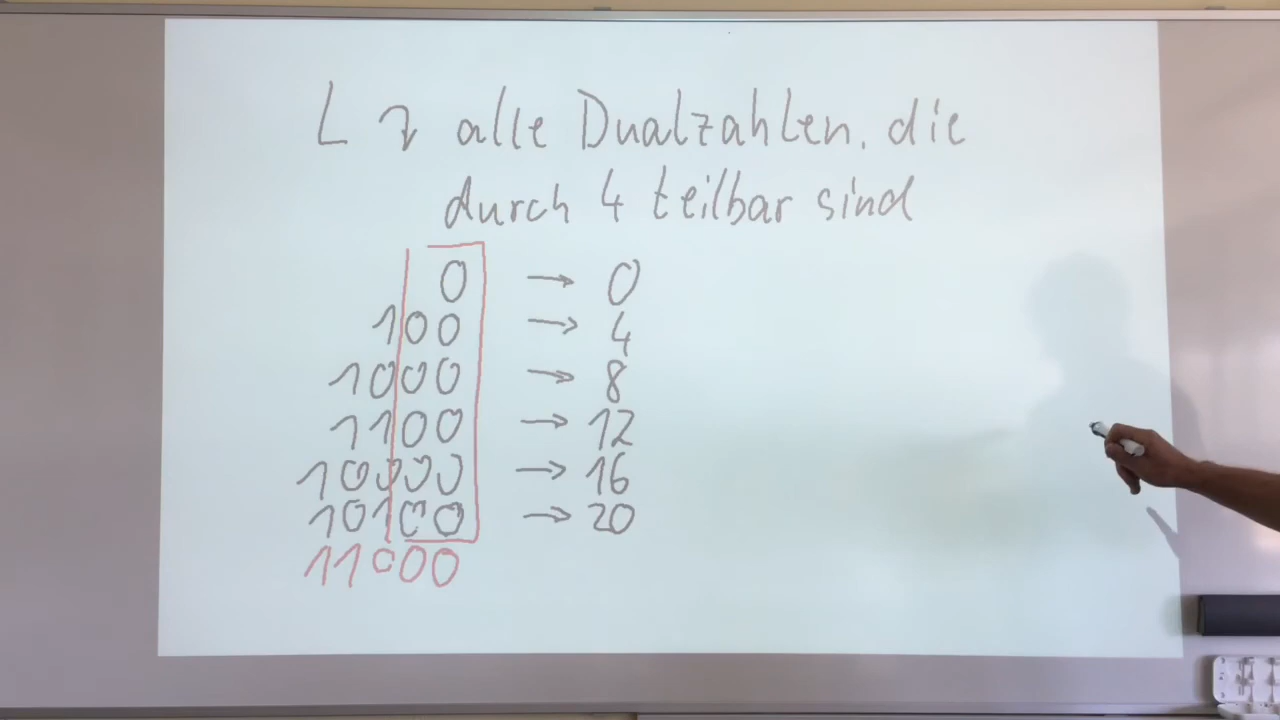 L alle Dualzahlen, die
durch 4 teilbar sind
0 → 0
100 → 4
1000 → 8
1100 → 12
10000 → 16
10100 → 20
11000